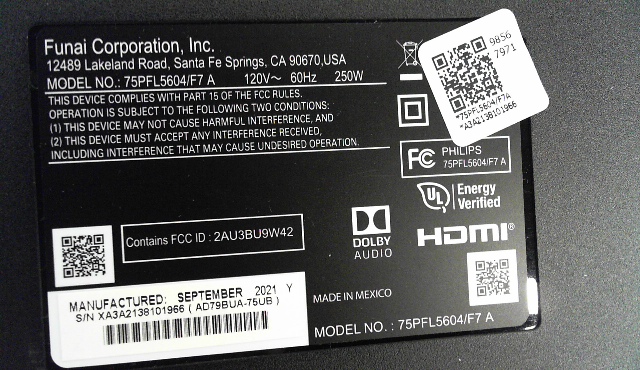 Funai Corporation, Inc.
12489 Lakeland Road, Santa Fe Springs, CA 90670,USA
MODEL NO.: 75PFL5604/F7 A 120V～ 60Hz 250W
THIS DEVICE COMPLIES WITH PART 15 OF THE FCC RULES.
OPERATION IS SUBJECT TO THE FOLLOWING TWO CONDITIONS:
(1) THIS DEVICE MAY NOT CAUSE HARMFUL INTERFERENCE, AND
(2) THIS DEVICE MUST ACCEPT ANY INTERFERENCE RECEIVED,
INCLUDING INTERFERENCE THAT MAY CAUSE UNDESIRED OPERATION.
9856
7971
*75PFL5604/F7A
*A3A2138101966
FC PHILIPS
75PFL5604/F7 A
UL Energy
Verified
Contains FCC ID : 2AU3BU9W42
DOLBY
AUDIO
HDMI®
MANUFACTURED: SEPTEMBER 2021 Y
S/N XA3A2138101966 ( AD79BUA-75UB )
MADE IN MEXICO
MODEL NO. : 75PFL5604/F7 A